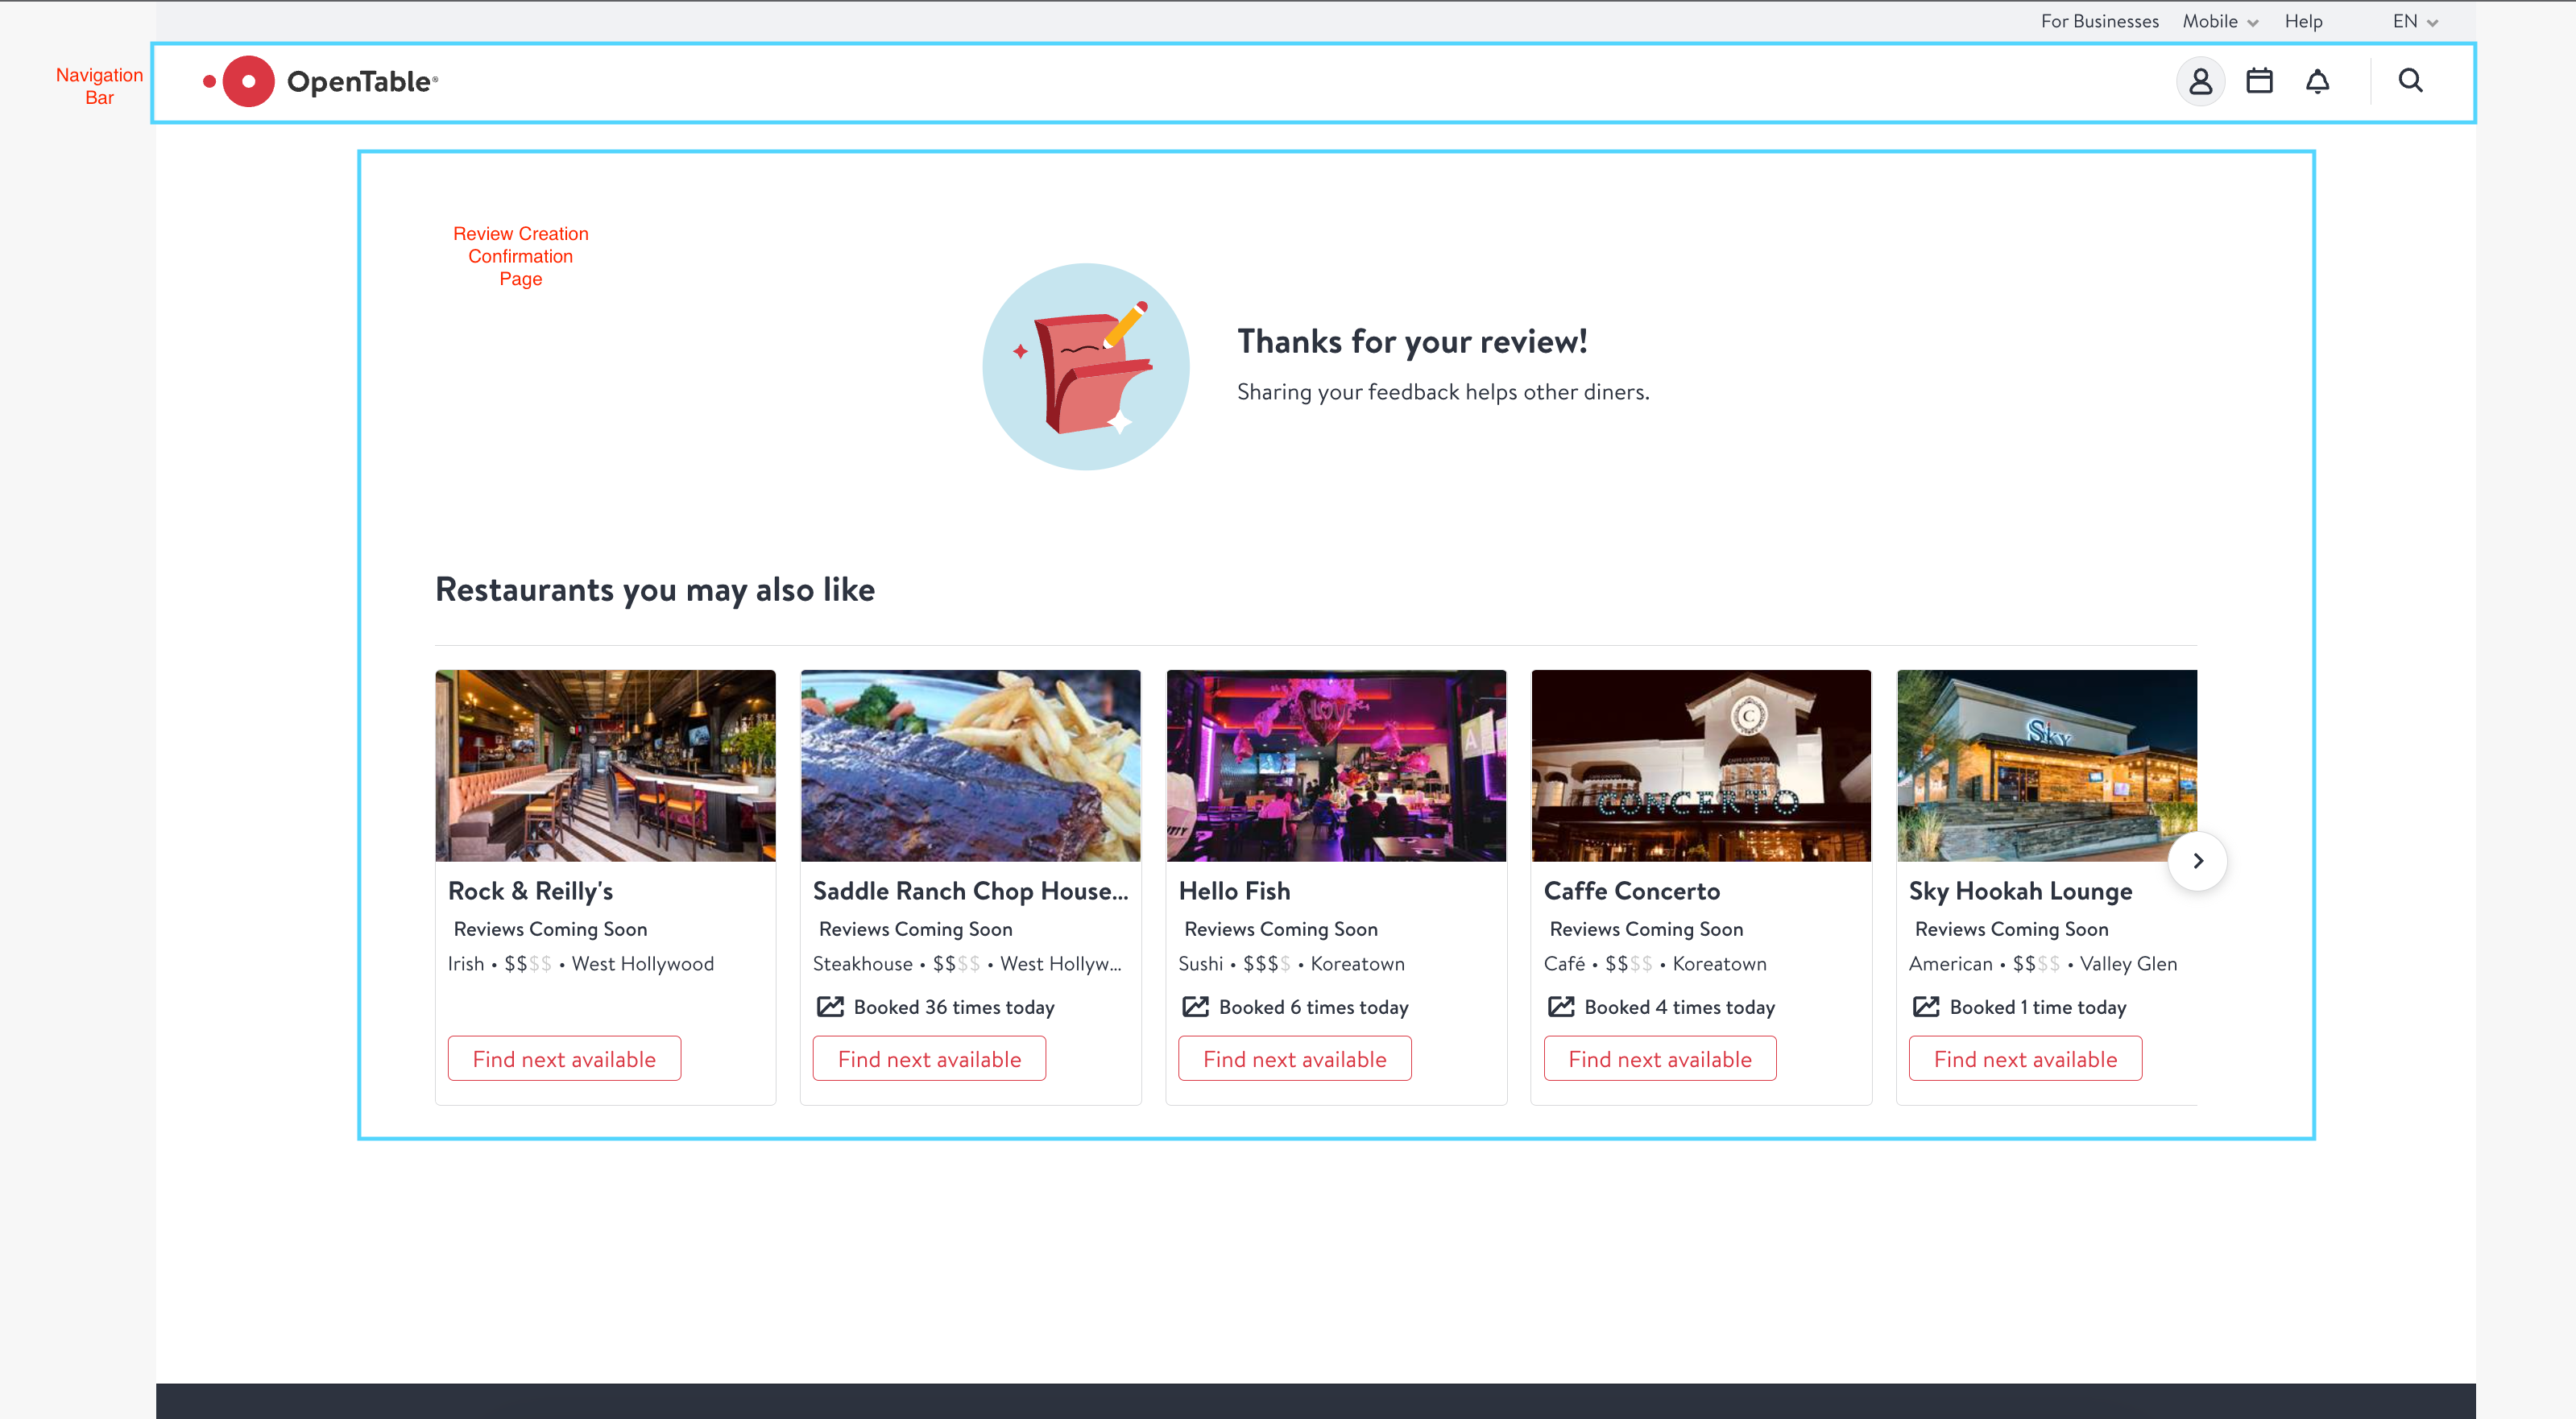 For Businesses Mobile Help EN
Navigation
Bar
OpenTable®
Review Creation
Confirmation
Page
Thanks for your review!
Sharing your feedback helps other diners.
Restaurants you may also like
LOVE
C
CONCERTO
Sky
Rock & Reilly's
Reviews Coming Soon
Irish • $$$$ • West Hollywood
Find next available
Saddle Ranch Chop House...
Reviews Coming Soon
Steakhouse • $$$$ • West Hollyw...
Booked 36 times today
Find next available
Hello Fish
Reviews Coming Soon
Sushi • $$$$ • Koreatown
Booked 6 times today
Find next available
Caffe Concerto
Reviews Coming Soon
Café • $$$$ • Koreatown
Booked 4 times today
Find next available
Sky Hookah Lounge
Reviews Coming Soon
American • $$$$ • Valley Glen
Booked 1 time today
Find next available